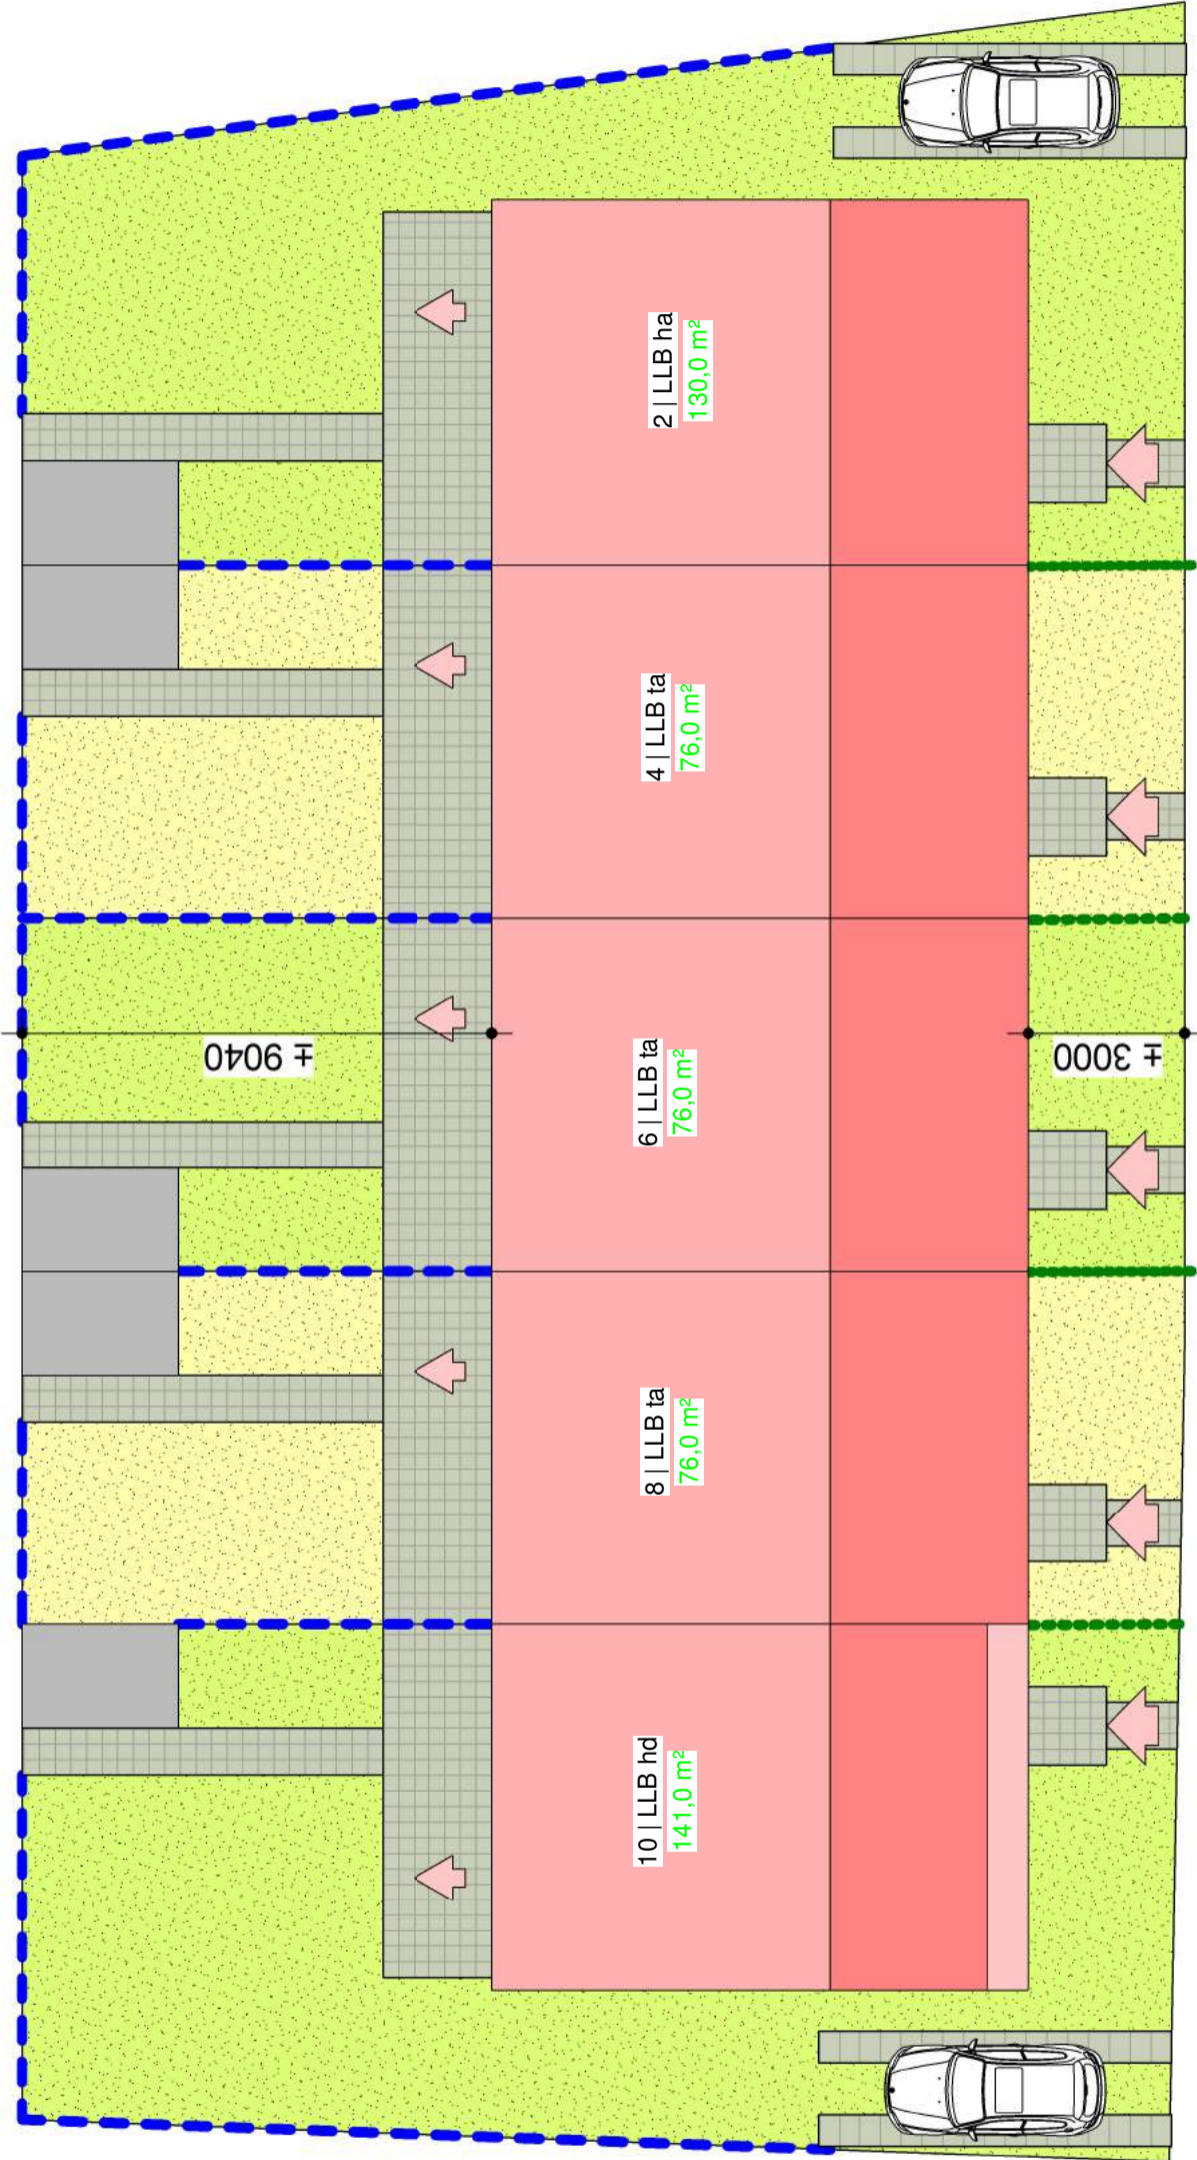 2 | LLB ha
130,0 m²
4 | LLB ta
76,0 m²
± 9040
± 3000
6 | LLB ta
76,0 m²
8 | LLB ta
76,0 m²
10 | LLB hd
141,0 m²